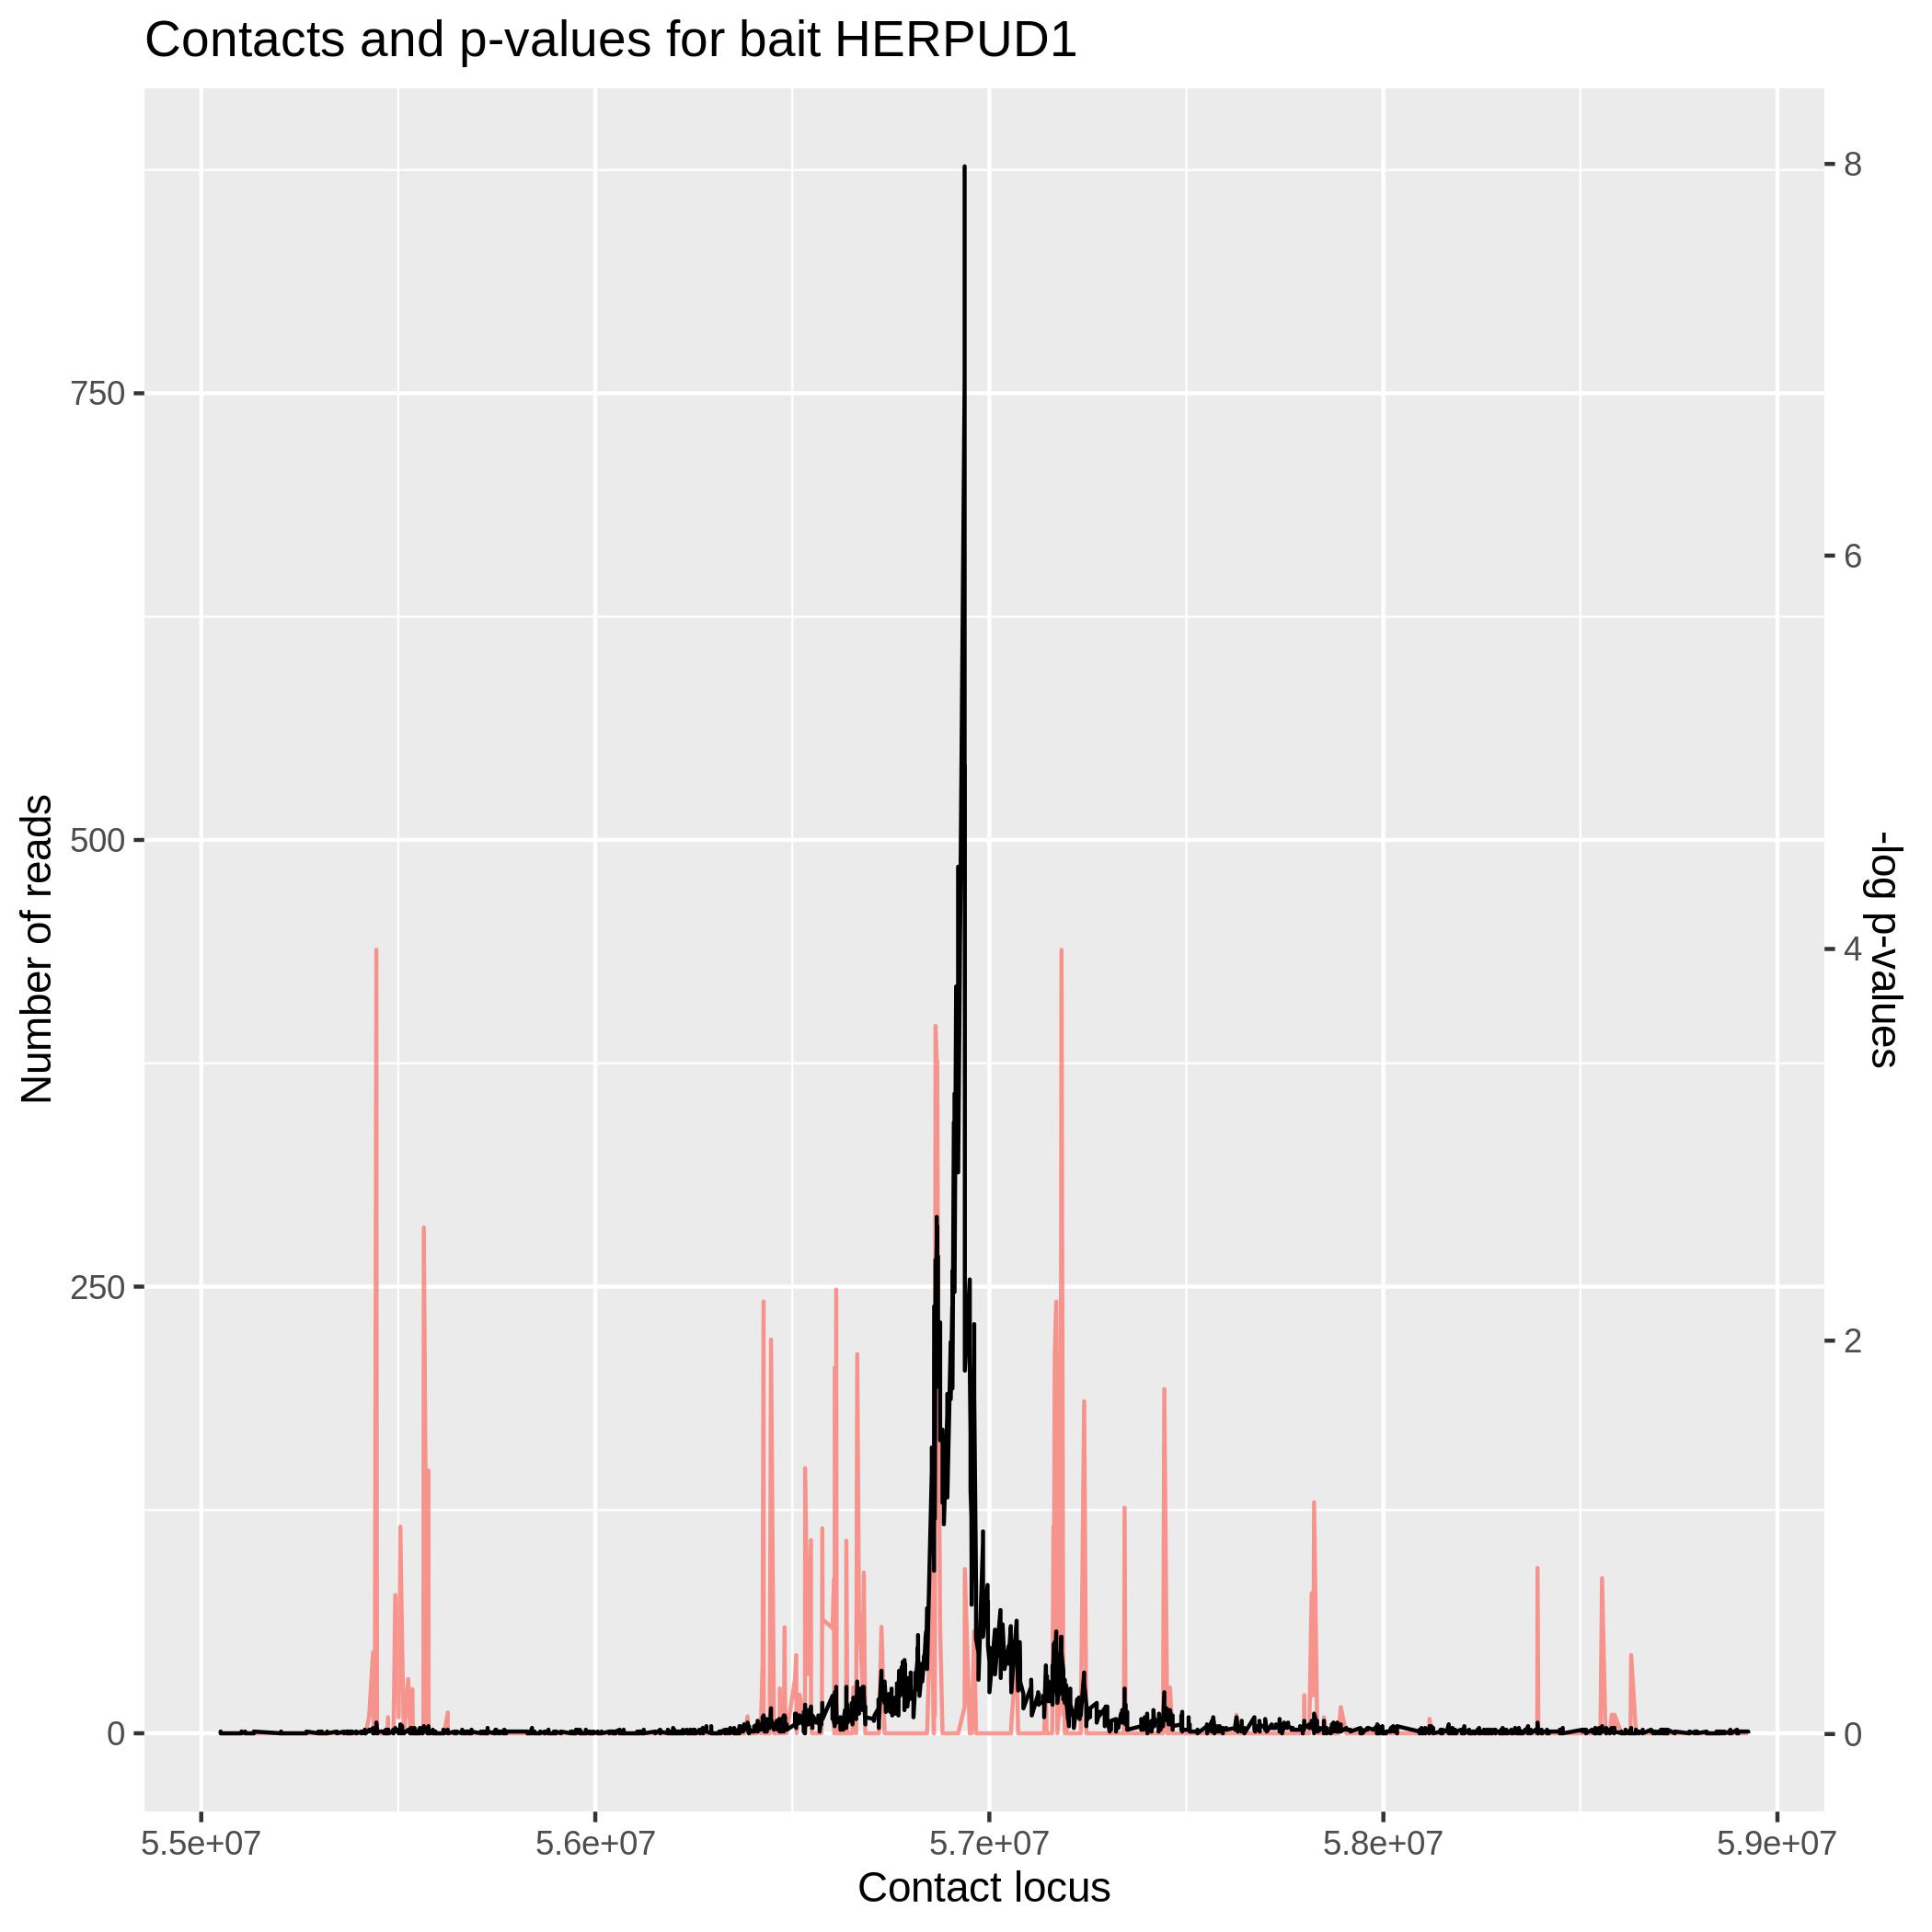 Contacts and p-values for bait HERPUD1
Number of reads
750
500
250
0
8
6
4
2
0
-log p-values
5.5e+07
5.6e+07
5.7e+07
5.8e+07
5.9e+07
Contact locus